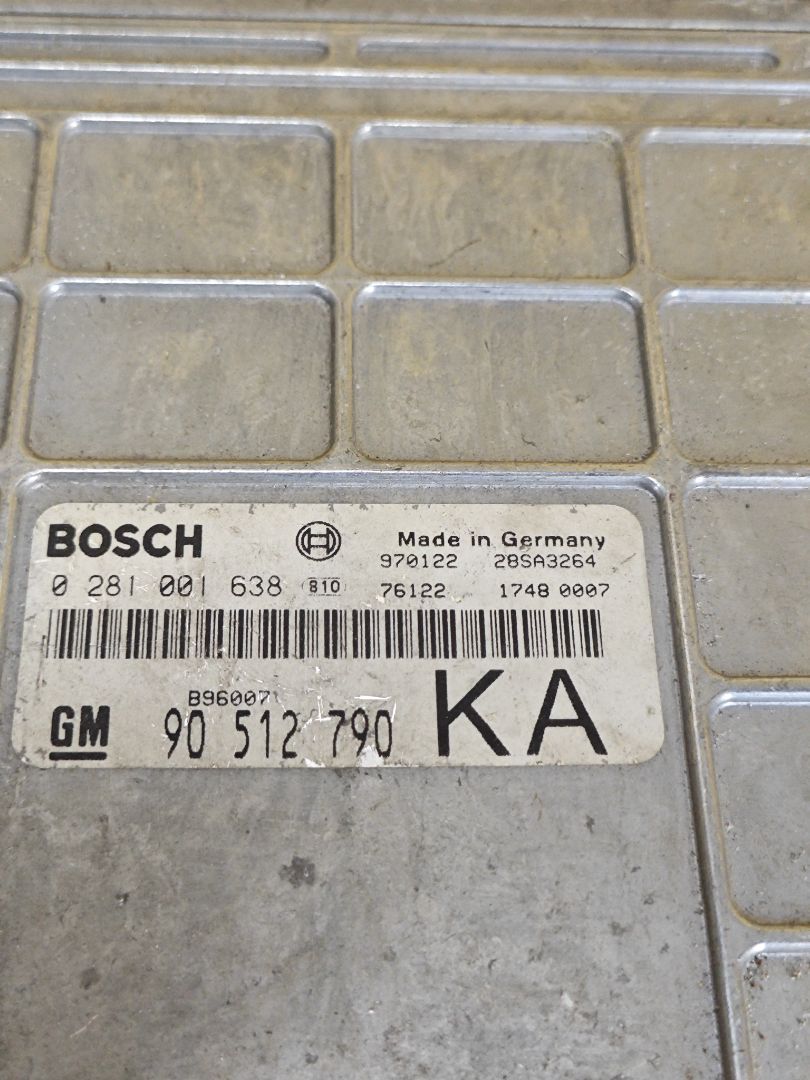 BOSCH Made in Germany
970122 28SA3264
0 281 001 638 810 76122 1748 0007
B96007
GM 90 512 790 KA